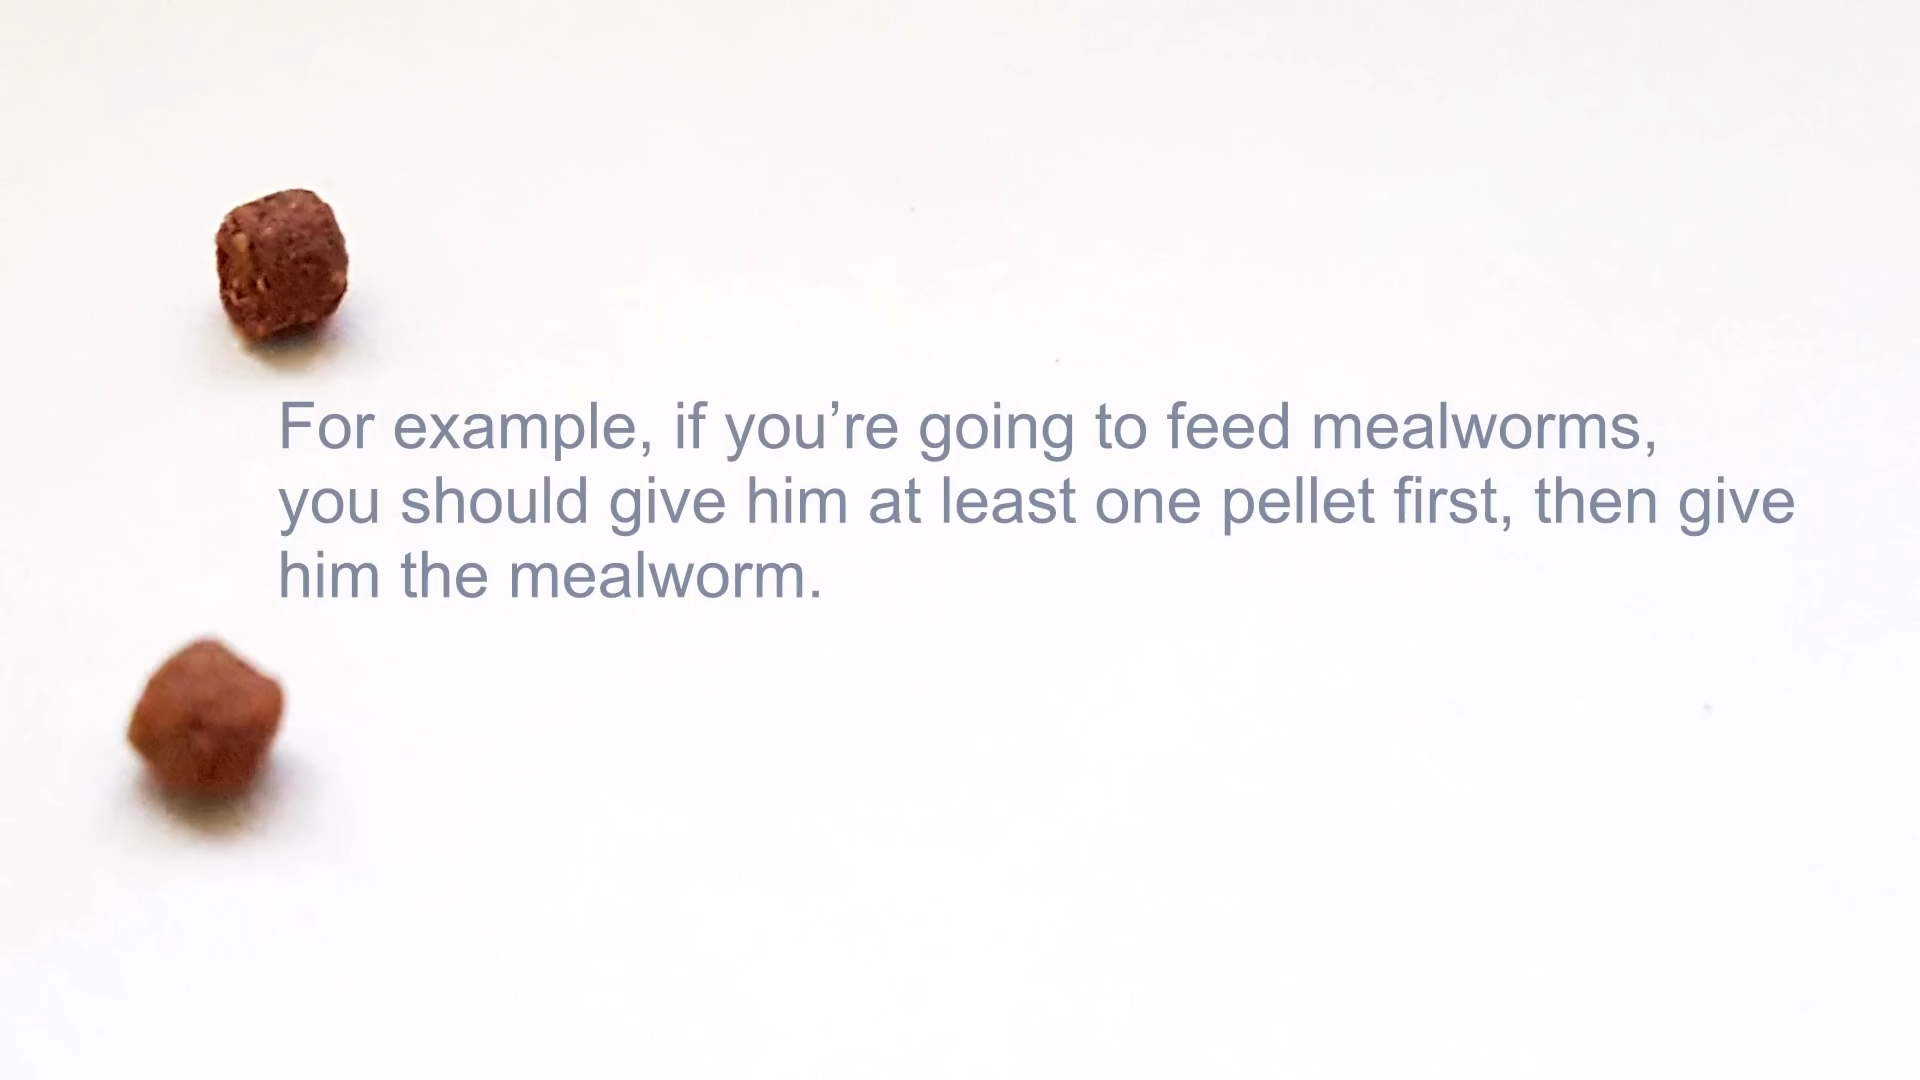 For example, if you’re going to feed mealworms,
you should give him at least one pellet first, then give
him the mealworm.